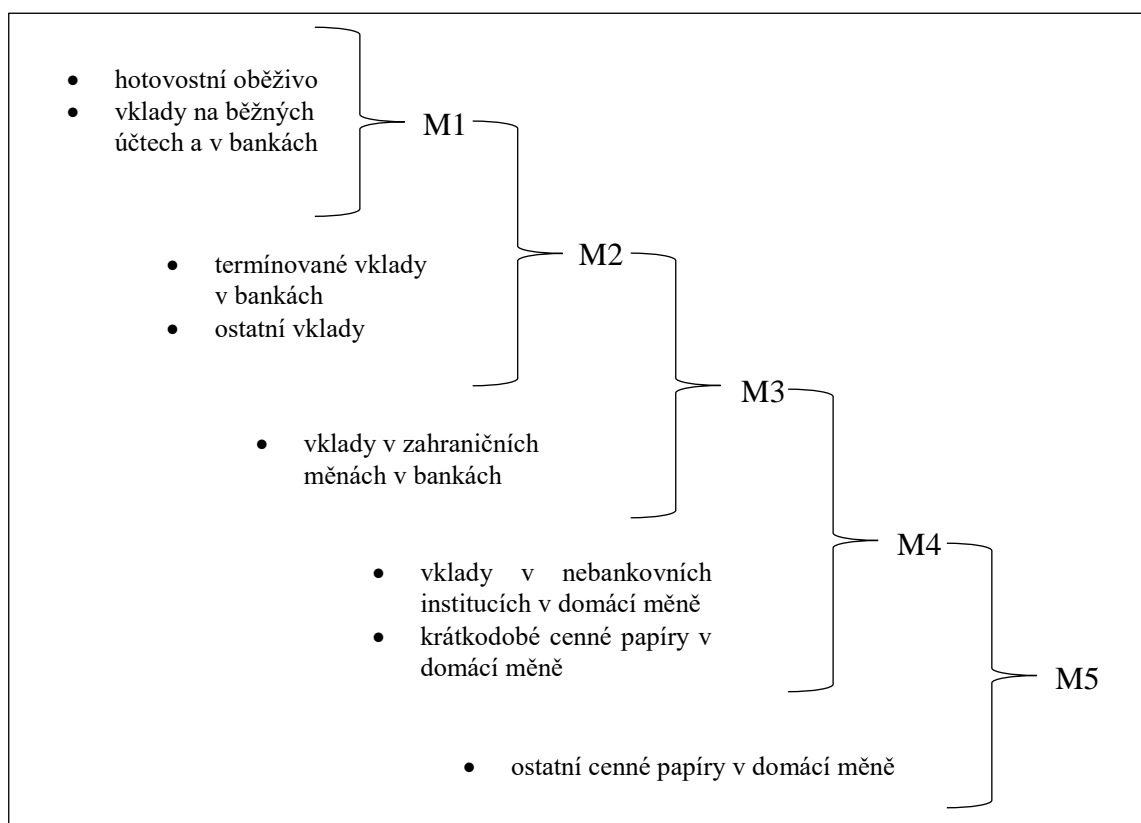 • hotovostní oběživo
• vklady na běžných
účtech a v bankách
M1
M2
• termínované vklady
v bankách
• ostatní vklady
M3
• vklady v zahraničních
měnách v bankách
M4
• vklady v nebankovních
institucích v domácí měně
• krátkodobé cenné papíry v
domácí měně
M5
• ostatní cenné papíry v domácí měně